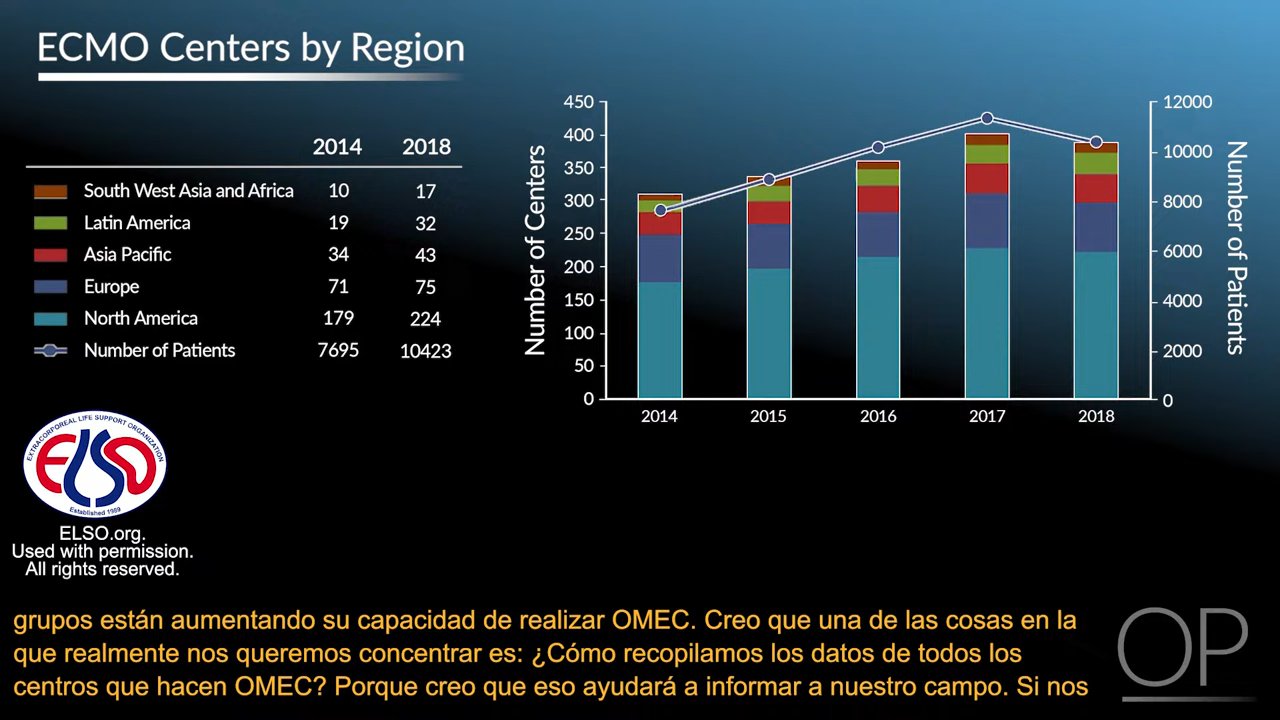 ECMO Centers by Region
2014 2018
South West Asia and Africa 10 17
Latin America 19 32
Asia Pacific 34 43
Europe 71 75
North America 179 224
Number of Patients 7695 10423
Number of Centers
450
400
350
300
250
200
150
100
50
0
2014 2015 2016 2017 2018
12000
10000
8000
6000
4000
2000
0
Number of Patients
EXTRACORPOREAL LIFE SUPPORT ORGANIZATION
ELSO
Established 1989
ELSO.org.
Used with permission.
All rights reserved.
grupos están aumentando su capacidad de realizar OMEC. Creo que una de las cosas en la
que realmente nos queremos concentrar es: ¿Cómo recopilamos los datos de todos los
centros que hacen OMEC? Porque creo que eso ayudará a informar a nuestro campo. Si nos
OP